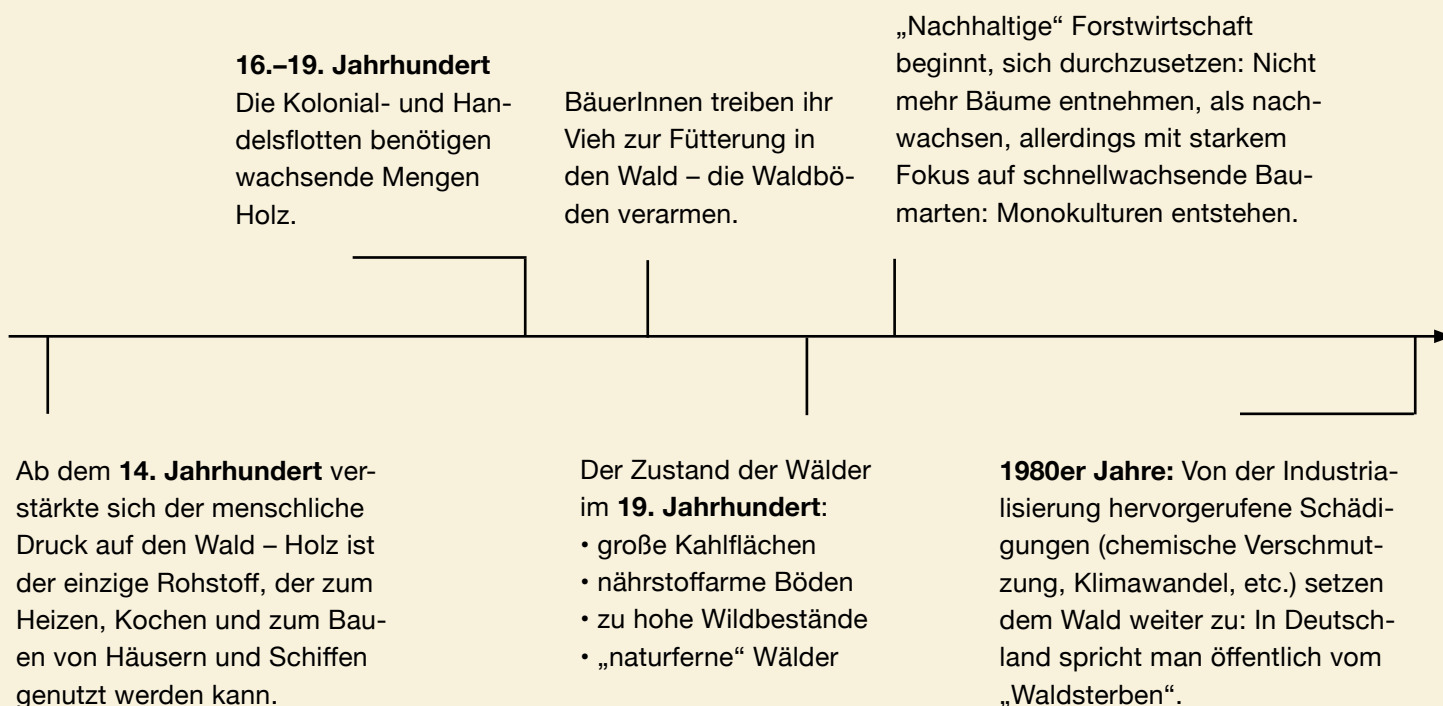 16.–19. Jahrhundert
Die Kolonial- und Han-
delsflotten benötigen
wachsende Mengen
Holz.
BäuerInnen treiben ihr
Vieh zur Fütterung in
den Wald – die Waldbö-
den verarmen.
„Nachhaltige“ Forstwirtschaft
beginnt, sich durchzusetzen: Nicht
mehr Bäume entnehmen, als nach-
wachsen, allerdings mit starkem
Fokus auf schnellwachsende Bau-
marten: Monokulturen entstehen.
Ab dem 14. Jahrhundert ver-
stärkte sich der menschliche
Druck auf den Wald – Holz ist
der einzige Rohstoff, der zum
Heizen, Kochen und zum Bau-
en von Häusern und Schiffen
genutzt werden kann.
Der Zustand der Wälder
im 19. Jahrhundert:
• große Kahlflächen
• nährstoffarme Böden
• zu hohe Wildbestände
• „naturferne“ Wälder
1980er Jahre: Von der Industria-
lisierung hervorgerufene Schädi-
gungen (chemische Verschmut-
zung, Klimawandel, etc.) setzen
dem Wald weiter zu: In Deutsch-
land spricht man öffentlich vom
„Waldsterben“.